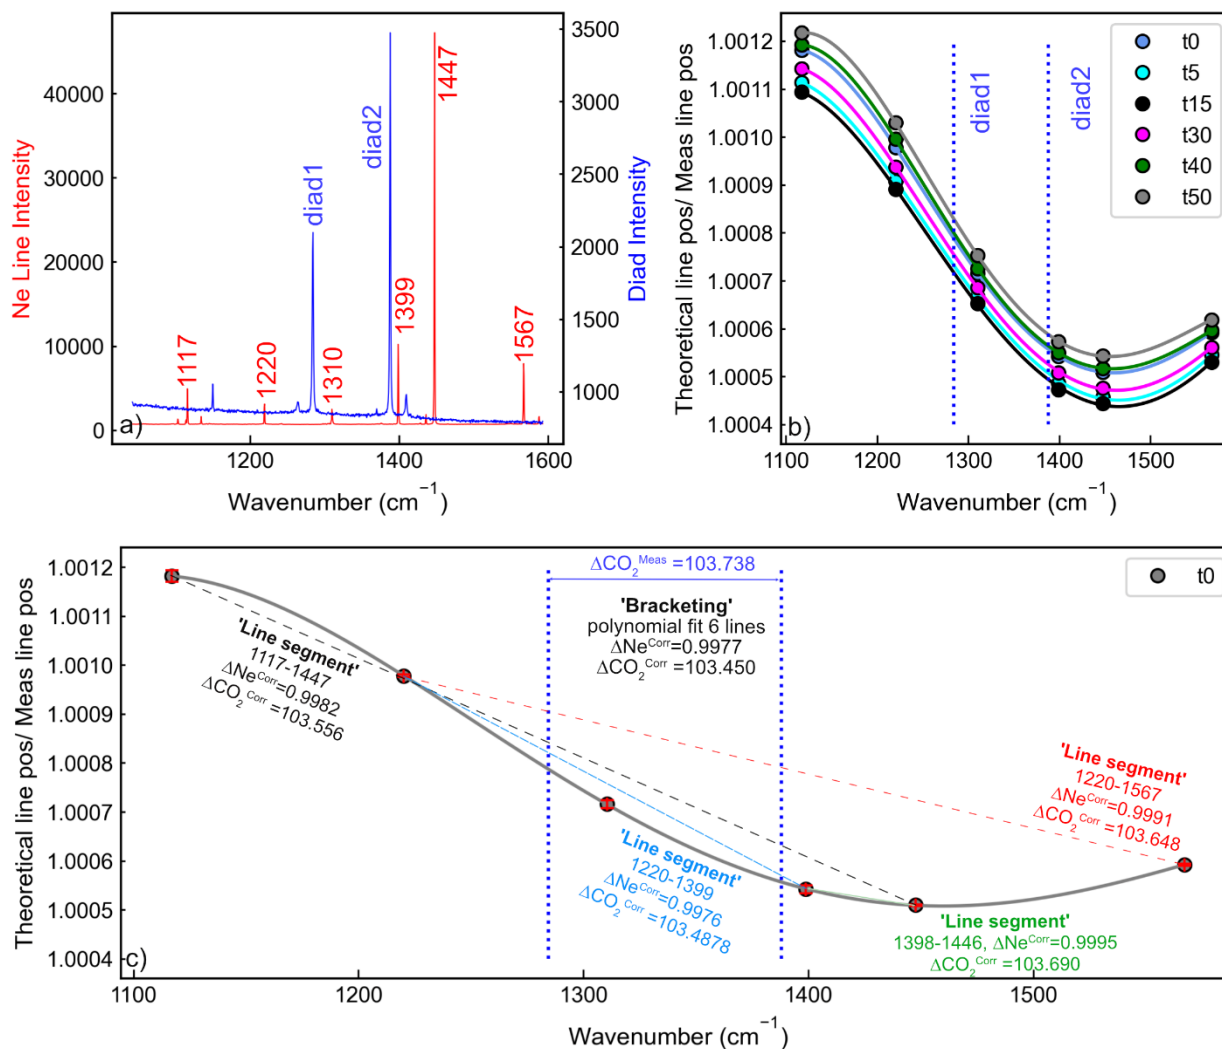 Ne Line Intensity
40000
30000
20000
10000
0
1117
1220
diad1
1310
diad2
1399
1447
1567
3500
3000
2500
2000
1500
1000
Diad Intensity
a)
1200
1400
1600
Wavenumber (cm⁻¹)
Theoretical line pos/ Meas line pos
1.0012
1.0011
1.0010
1.0009
1.0008
1.0007
1.0006
1.0005
1.0004
diad1
diad2
t0
t5
t15
t30
t40
t50
b)
1100
1200
1300
1400
1500
Wavenumber (cm⁻¹)
Theoretical line pos/ Meas line pos
1.0012
1.0011
1.0010
1.0009
1.0008
1.0007
1.0006
1.0005
1.0004
ΔCO₂ᴹᵉᵃˢ =103.738
'Bracketing'
polynomial fit 6 lines
ΔNeᶜᵒʳʳ=0.9977
ΔCO₂ᶜᵒʳʳ =103.450
t0
'Line segment'
1117-1447
ΔNeᶜᵒʳʳ=0.9982
ΔCO₂ᶜᵒʳʳ =103.556
'Line segment'
1220-1399
ΔNeᶜᵒʳʳ=0.9976
ΔCO₂ᶜᵒʳʳ =103.4878
'Line segment'
1220-1567
ΔNeᶜᵒʳʳ=0.9991
ΔCO₂ᶜᵒʳʳ =103.648
'Line segment'
1398-1446, ΔNeᶜᵒʳʳ=0.9995
ΔCO₂ᶜᵒʳʳ =103.690
c)
1100
1200
1300
1400
1500
Wavenumber (cm⁻¹)